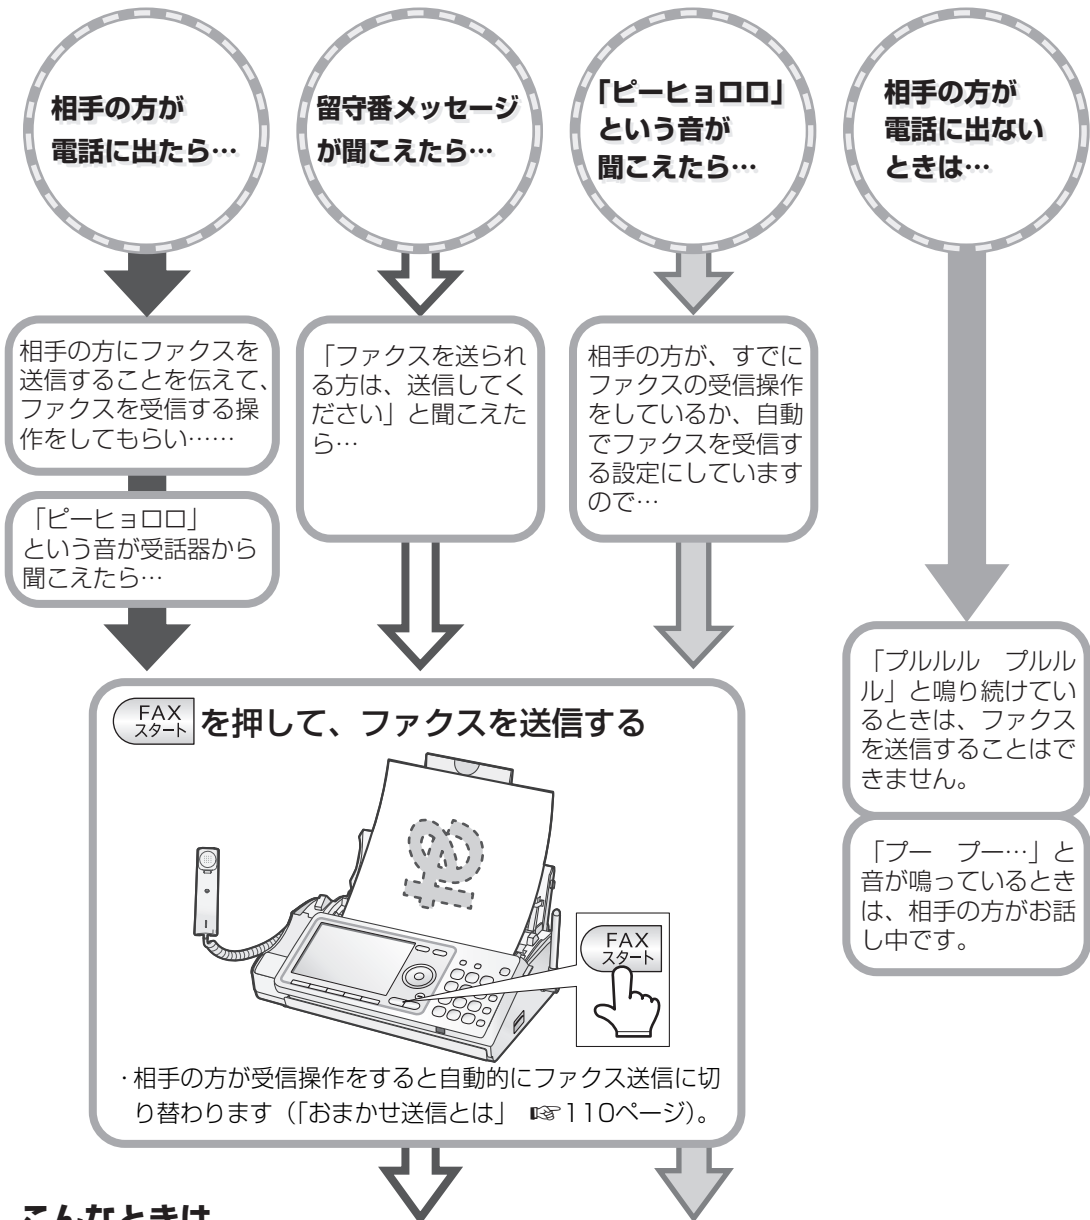 相手の方が
電話に出たら…
留守番メッセージ
が聞こえたら…
「ピーヒョロロ」
という音が
聞こえたら…
相手の方が
電話に出ない
ときは…
相手の方にファクスを
送信することを伝えて、
ファクスを受信する操
作をしてもらい……
「ピーヒョロロ」
という音が受話器から
聞こえたら…
「ファクスを送られ
る方は、送信してく
ださい」と聞こえた
ら…
相手の方が、すでに
ファクスの受信操作
をしているか、自動
でファクスを受信す
る設定にしています
ので…
「プルルル　プルル
ル」と鳴り続けてい
るときは、ファクス
を送信することはで
きません。
「プー　プー…」と
音が鳴っているとき
は、相手の方がお話
し中です。
FAX
スタート
を押して、ファクスを送信する
FAX
スタート
・相手の方が受信操作をすると自動的にファクス送信に切
り替わります（「おまかせ送信とは」 ☞110ページ）。
こんなときは